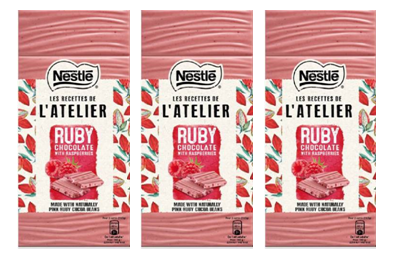 Nestlé
LES RECETTES DE
L'ATELIER
RUBY
CHOCOLATE
WITH RASPBERRIES
MADE WITH NATURALLY
PINK RUBY COCOA BEANS
Nestlé
LES RECETTES DE
L'ATELIER
RUBY
CHOCOLATE
WITH RASPBERRIES
MADE WITH NATURALLY
PINK RUBY COCOA BEANS
Nestlé
LES RECETTES DE
L'ATELIER
RUBY
CHOCOLATE
WITH RASPBERRIES
MADE WITH NATURALLY
PINK RUBY COCOA BEANS